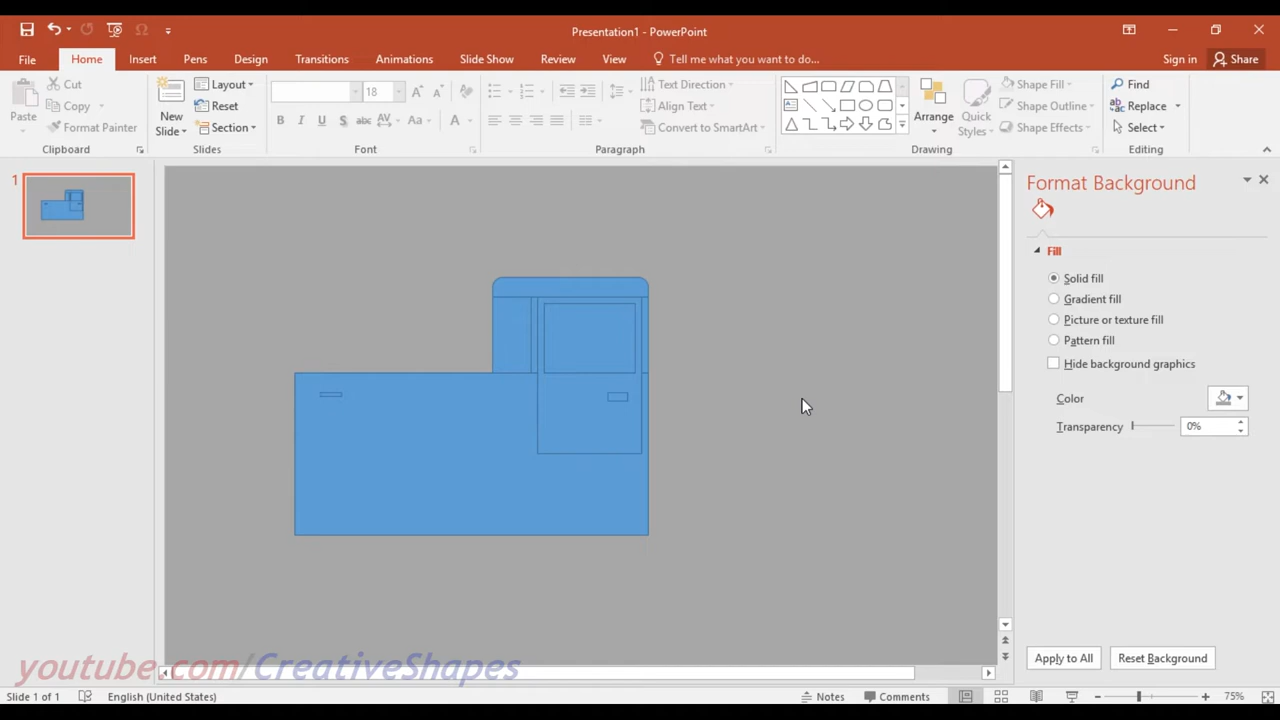 Presentation1 - PowerPoint
File Home Insert Pens Design Transitions Animations Slide Show Review View Tell me what you want to do... Sign in Share
Paste
Cut
Copy
Format Painter
Clipboard
New
Slide
Layout
Reset
Section
Slides
18
B I U S abc AV Aa A
Font
Text Direction
Align Text
Convert to SmartArt
Paragraph
Arrange
Quick
Styles
Shape Fill
Shape Outline
Shape Effects
Drawing
Find
Replace
Select
Editing
1
Format Background
Fill
Solid fill
Gradient fill
Picture or texture fill
Pattern fill
Hide background graphics
Color
Transparency 0%
Apply to All Reset Background
youtube.com/CreativeShapes
Slide 1 of 1 English (United States) Notes Comments 75%